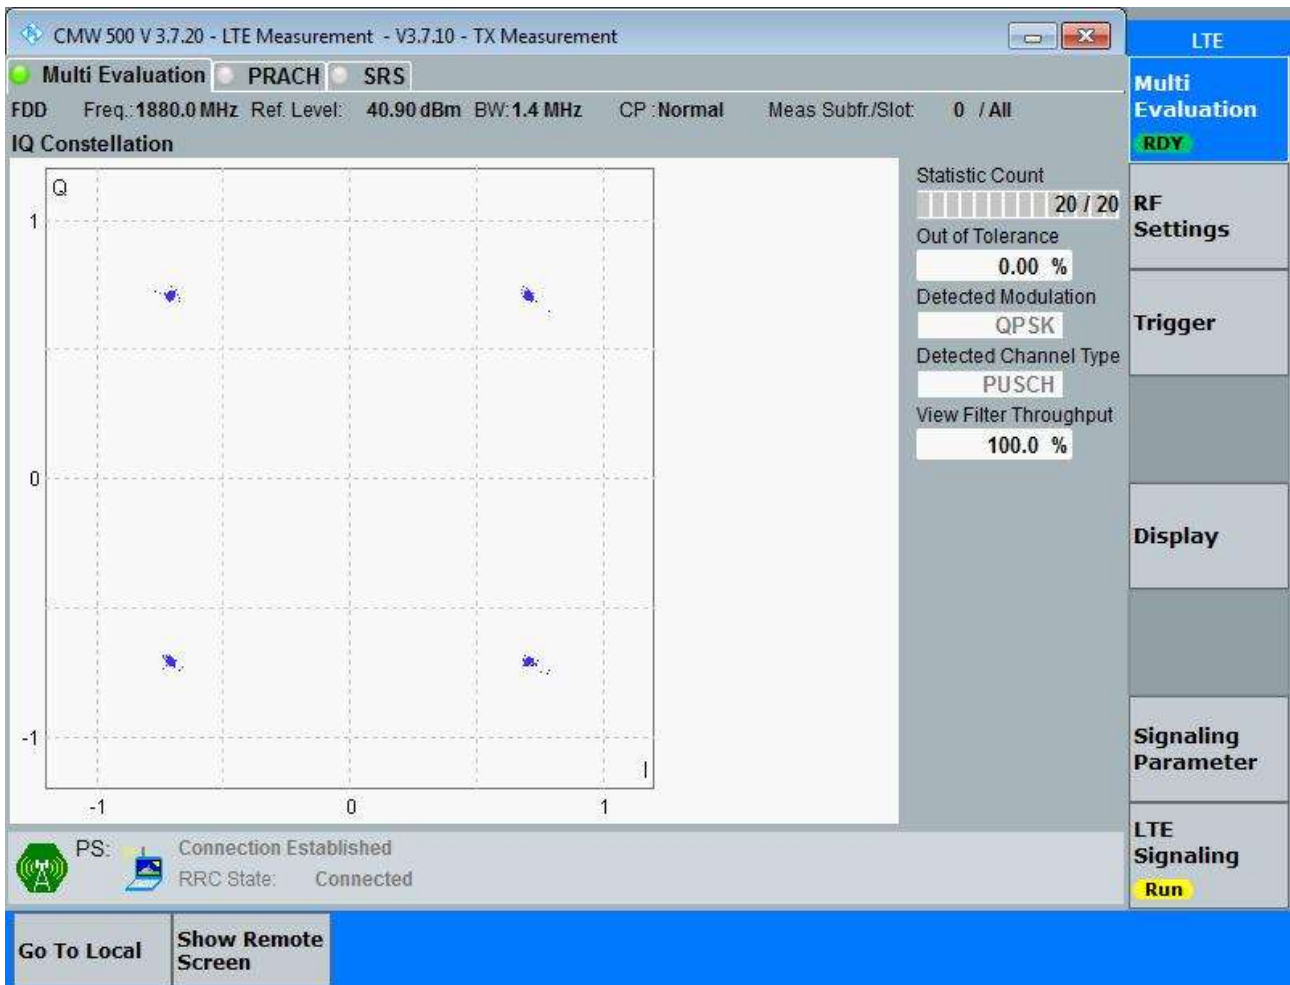 CMW 500 V 3.7.20 - LTE Measurement - V3.7.10 - TX Measurement
LTE
Multi Evaluation PRACH SRS
FDD Freq.:1880.0 MHz Ref. Level: 40.90 dBm BW:1.4 MHz CP :Normal Meas Subfr./Slot: 0 / All
IQ Constellation
Q
1
0
-1
I
-1 0 1
Statistic Count
20 / 20
Out of Tolerance
0.00 %
Detected Modulation
QPSK
Detected Channel Type
PUSCH
View Filter Throughput
100.0 %
Multi
Evaluation
RDY
RF
Settings
Trigger
Display
Signaling
Parameter
LTE
Signaling
Run
PS: Connection Established
RRC State: Connected
Go To Local
Show Remote
Screen